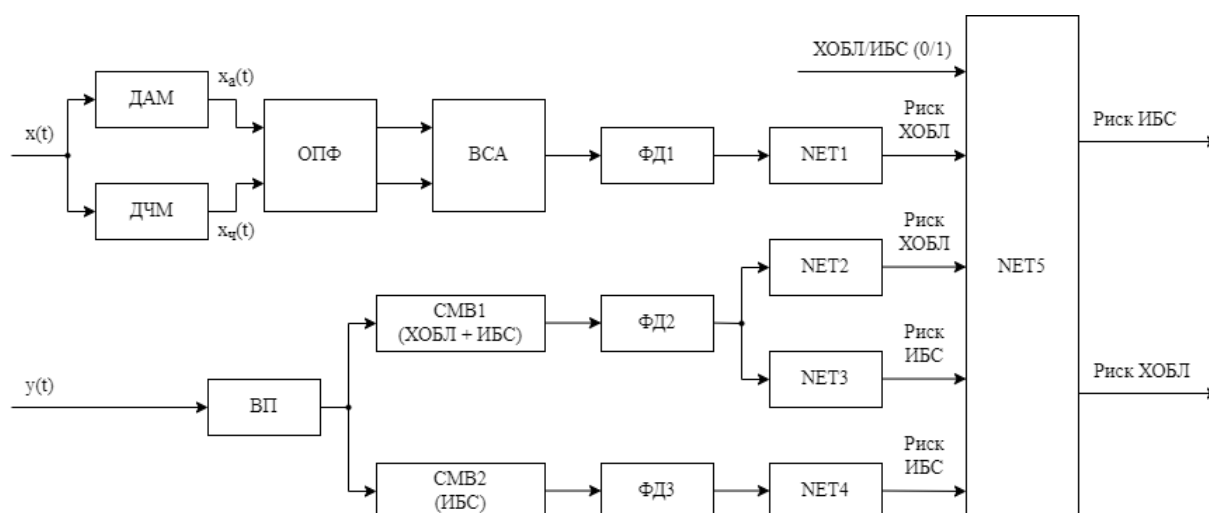 ХОБЛ/ИБС (0/1)
ДАМ
xа(t)
x(t)
ОПФ
ВСА
ФД1
NET1
Риск
ХОБЛ
Риск ИБС
ДЧМ
xч(t)
NET2
Риск
ХОБЛ
NET5
СМВ1
(ХОБЛ + ИБС)
ФД2
NET3
Риск
ИБС
Риск ХОБЛ
y(t)
ВП
СМВ2
(ИБС)
ФД3
NET4
Риск
ИБС